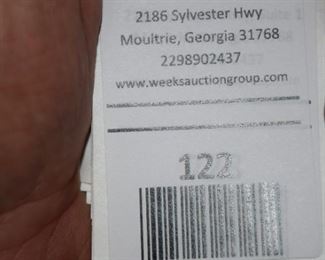 2186 Sylvester Hwy
Moultrie, Georgia 31768
2298902437
www.weeksauctiongroup.com
122